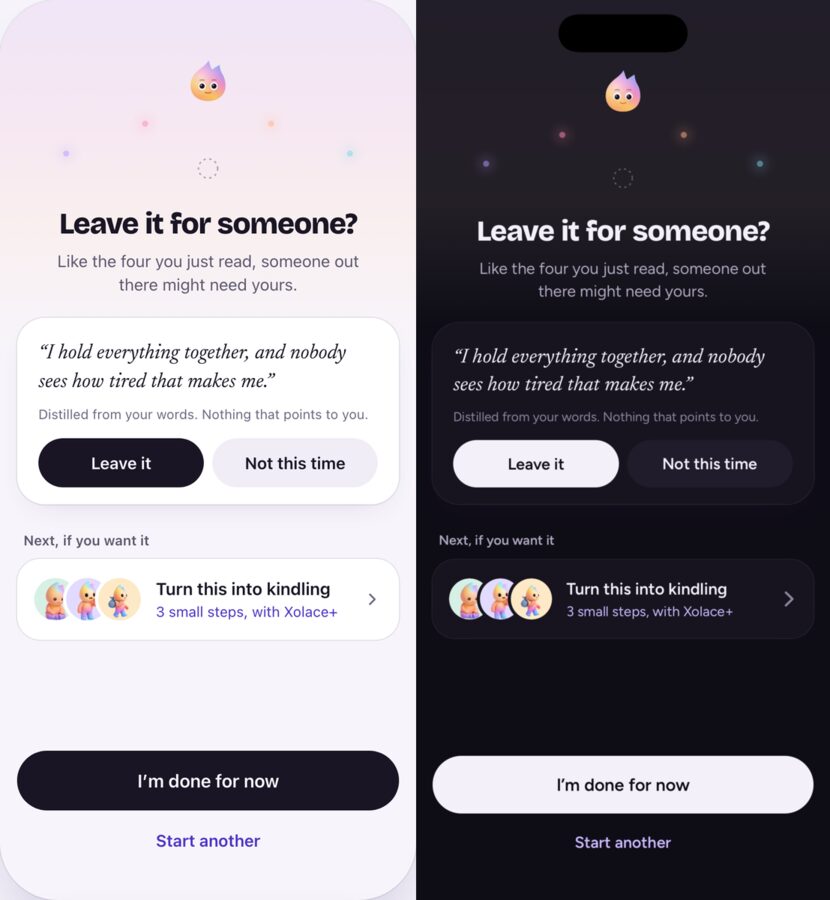 Leave it for someone?
Like the four you just read, someone out
there might need yours.
“I hold everything together, and nobody
sees how tired that makes me.”
Distilled from your words. Nothing that points to you.
Leave it
Not this time
Next, if you want it
Turn this into kindling
3 small steps, with Xolace+
I’m done for now
Start another
Leave it for someone?
Like the four you just read, someone out
there might need yours.
“I hold everything together, and nobody
sees how tired that makes me.”
Distilled from your words. Nothing that points to you.
Leave it
Not this time
Next, if you want it
Turn this into kindling
3 small steps, with Xolace+
I’m done for now
Start another